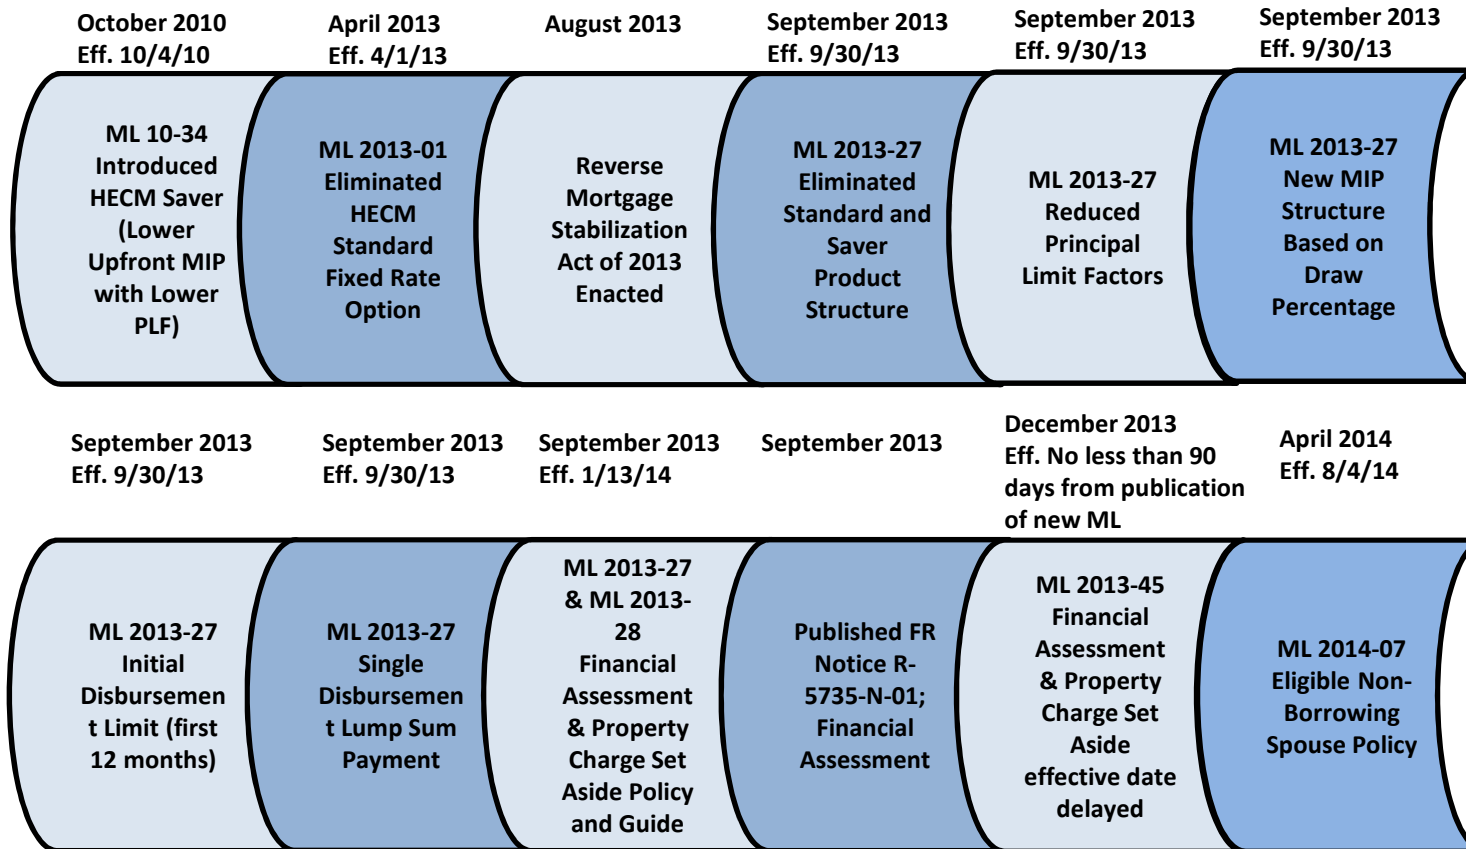 October 2010
Eff. 10/4/10
April 2013
Eff. 4/1/13
August 2013
September 2013
Eff. 9/30/13
September 2013
Eff. 9/30/13
September 2013
Eff. 9/30/13
ML 10-34
Introduced
HECM Saver
(Lower
Upfront MIP
with Lower
PLF)
ML 2013-01
Eliminated
HECM
Standard
Fixed Rate
Option
Reverse
Mortgage
Stabilization
Act of 2013
Enacted
ML 2013-27
Eliminated
Standard and
Saver
Product
Structure
ML 2013-27
Reduced
Principal
Limit Factors
ML 2013-27
New MIP
Structure
Based on
Draw
Percentage
September 2013
Eff. 9/30/13
September 2013
Eff. 9/30/13
September 2013
Eff. 1/13/14
September 2013
December 2013
Eff. No less than 90
days from publication
of new ML
April 2014
Eff. 8/4/14
ML 2013-27
Initial
Disbursemen
t Limit (first
12 months)
ML 2013-27
Single
Disbursemen
t Lump Sum
Payment
ML 2013-27
& ML 2013-
28
Financial
Assessment
& Property
Charge Set
Aside Policy
and Guide
Published FR
Notice R-
5735-N-01;
Financial
Assessment
ML 2013-45
Financial
Assessment
& Property
Charge Set
Aside
effective date
delayed
ML 2014-07
Eligible Non-
Borrowing
Spouse Policy